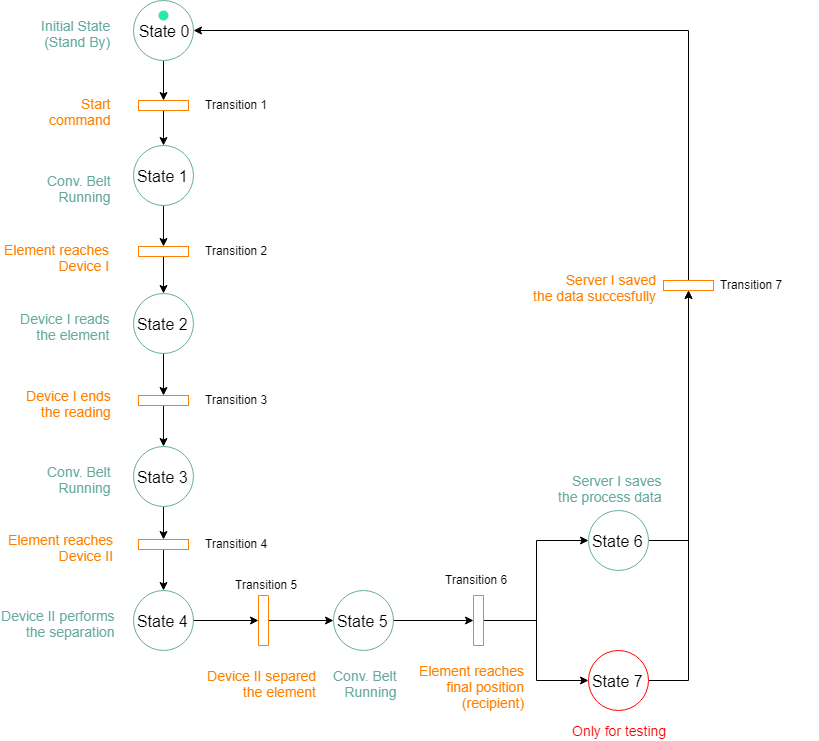 Initial State
(Stand By)
State 0
Start
command
Transition 1
Conv. Belt
Running
State 1
Element reaches
Device I
Transition 2
Device I reads
the element
State 2
Device I ends
the reading
Transition 3
Conv. Belt
Running
State 3
Element reaches
Device II
Transition 4
Device II performs
the separation
State 4
Transition 5
Device II separed
the element
State 5
Conv. Belt
Running
Transition 6
Element reaches
final position
(recipient)
Server I saves
the process data
State 6
State 7
Only for testing
Server I saved
the data succesfully
Transition 7